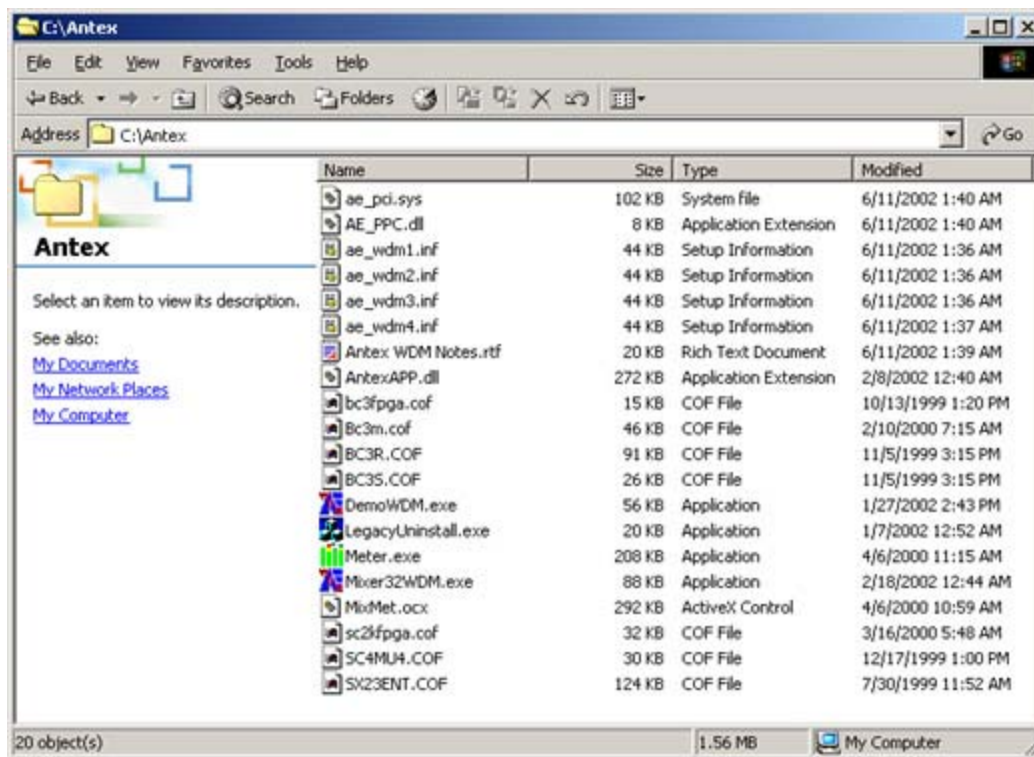 C:\Antex
File Edit View Favorites Tools Help
Back Search Folders
Address C:\Antex Go
Antex
Select an item to view its description.
See also:
My Documents
My Network Places
My Computer
Name Size Type Modified
ae_pci.sys 102 KB System file 6/11/2002 1:40 AM
AE_PPC.dll 8 KB Application Extension 6/11/2002 1:40 AM
ae_wdm1.inf 44 KB Setup Information 6/11/2002 1:36 AM
ae_wdm2.inf 44 KB Setup Information 6/11/2002 1:36 AM
ae_wdm3.inf 44 KB Setup Information 6/11/2002 1:36 AM
ae_wdm4.inf 44 KB Setup Information 6/11/2002 1:37 AM
Antex WDM Notes.rtf 20 KB Rich Text Document 6/11/2002 1:39 AM
AntexAPP.dll 272 KB Application Extension 2/8/2002 12:40 AM
bc3fpga.cof 15 KB COF File 10/13/1999 1:20 PM
Bc3m.cof 46 KB COF File 2/10/2000 7:15 AM
BC3R.COF 91 KB COF File 11/5/1999 3:15 PM
BC3S.COF 26 KB COF File 11/5/1999 3:15 PM
DemoWDM.exe 56 KB Application 1/27/2002 2:43 PM
LegacyUninstall.exe 20 KB Application 1/7/2002 12:52 AM
Meter.exe 208 KB Application 4/6/2000 11:15 AM
Mixer32WDM.exe 88 KB Application 2/18/2002 12:44 AM
MixMet.ocx 292 KB ActiveX Control 4/6/2000 10:59 AM
sc2kfpga.cof 32 KB COF File 3/16/2000 5:48 AM
SC4MU4.COF 30 KB COF File 12/17/1999 1:00 PM
SX23ENT.COF 124 KB COF File 7/30/1999 11:52 AM
20 object(s) 1.56 MB My Computer